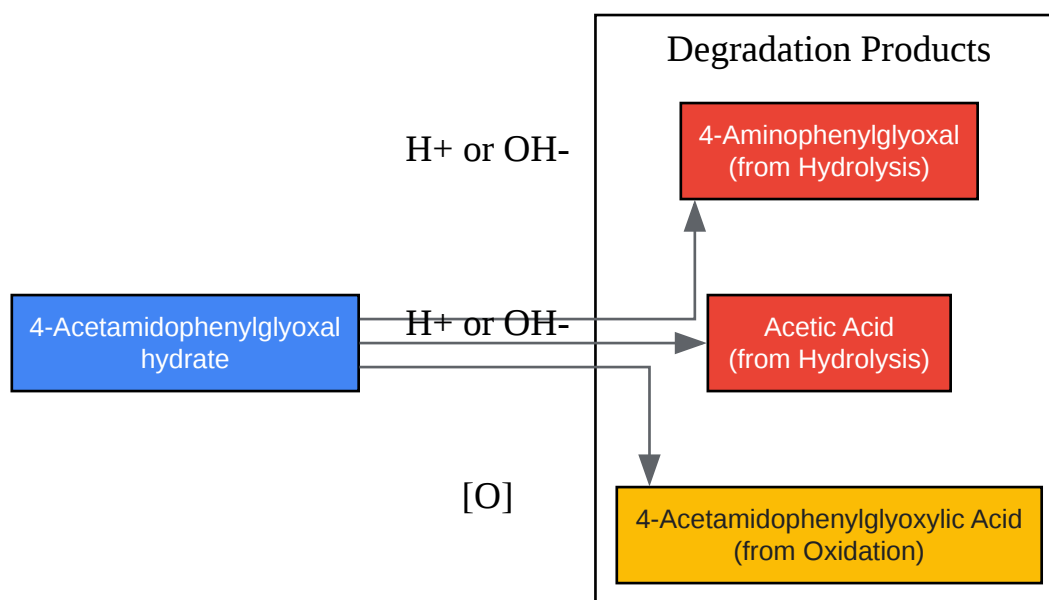 Degradation Products
H+ or OH-
4-Aminophenylglyoxal
(from Hydrolysis)
4-Acetamidophenylglyoxal
hydrate
H+ or OH-
Acetic Acid
(from Hydrolysis)
[O]
4-Acetamidophenylglyoxylic Acid
(from Oxidation)